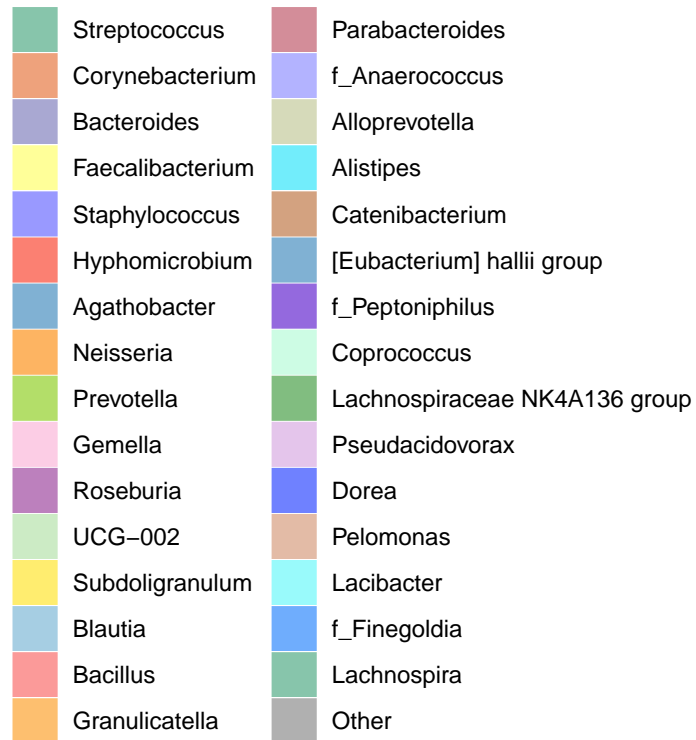 Streptococcus
Corynebacterium
Bacteroides
Faecalibacterium
Staphylococcus
Hyphomicrobium
Agathobacter
Neisseria
Prevotella
Gemella
Roseburia
UCG−002
Subdoligranulum
Blautia
Bacillus
Granulicatella
Parabacteroides
f_Anaerococcus
Alloprevotella
Alistipes
Catenibacterium
[Eubacterium] hallii group
f_Peptoniphilus
Coprococcus
Lachnospiraceae NK4A136 group
Pseudacidovorax
Dorea
Pelomonas
Lacibacter
f_Finegoldia
Lachnospira
Other